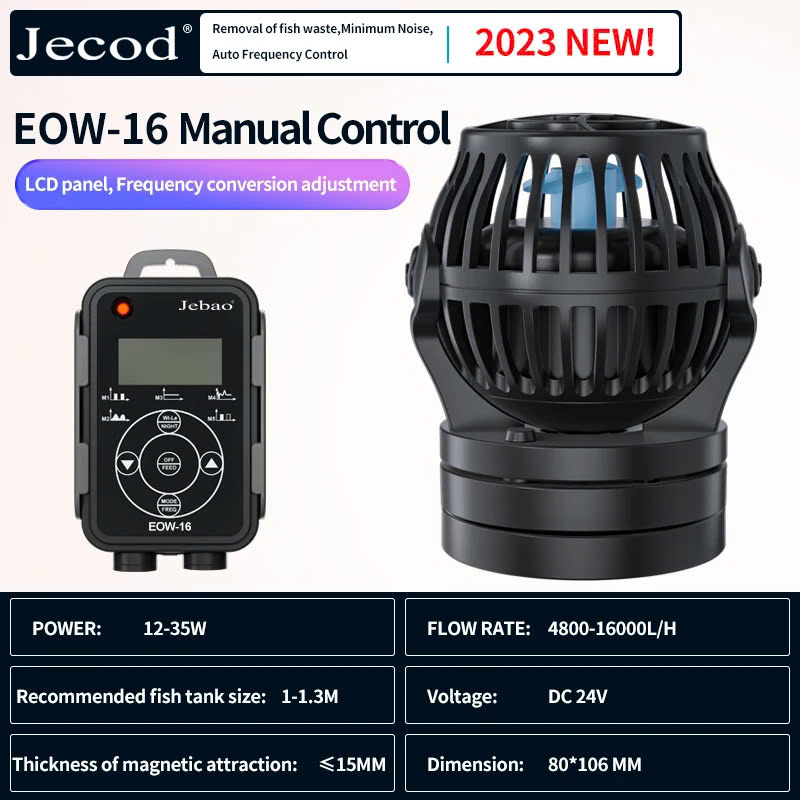 Jecod®
Removal of fish waste,Minimum Noise,
Auto Frequency Control
2023 NEW!
EOW-16 Manual Control
LCD panel, Frequency conversion adjustment
Jebao
M1
M3
M4
M2
M5
Wi-Le
NIGHT
OFF
FEED
MODE
FREQ
EOW-16
POWER: 12-35W
FLOW RATE: 4800-16000L/H
Recommended fish tank size: 1-1.3M
Voltage: DC 24V
Thickness of magnetic attraction: ≤15MM
Dimension: 80*106 MM